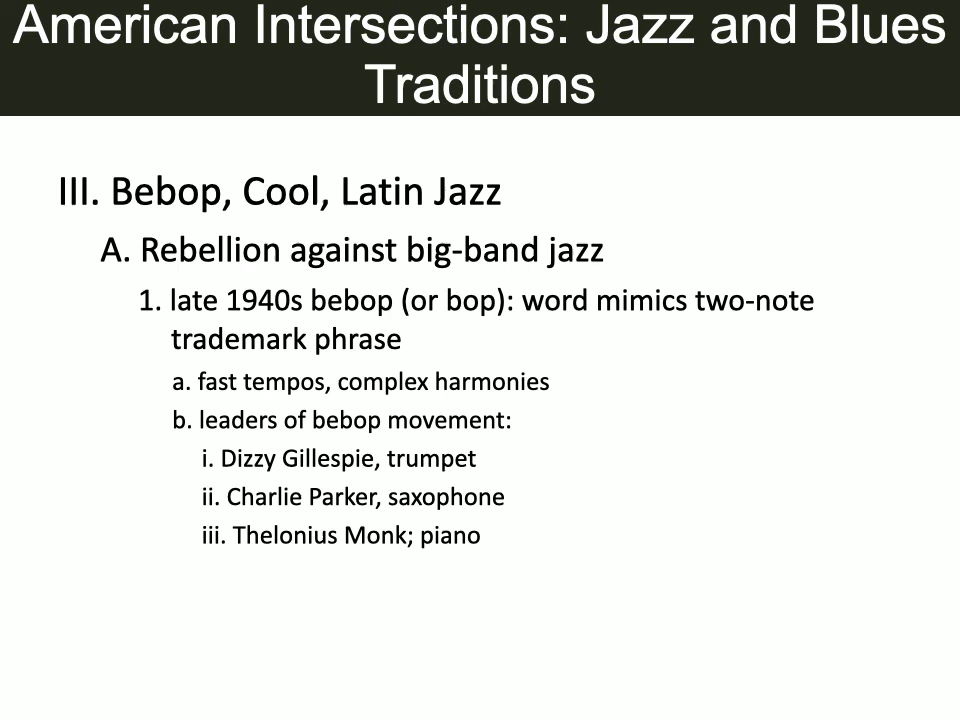 American Intersections: Jazz and Blues
Traditions
III. Bebop, Cool, Latin Jazz
A. Rebellion against big-band jazz
1. late 1940s bebop (or bop): word mimics two-note
trademark phrase
a. fast tempos, complex harmonies
b. leaders of bebop movement:
i. Dizzy Gillespie, trumpet
ii. Charlie Parker, saxophone
iii. Thelonius Monk; piano